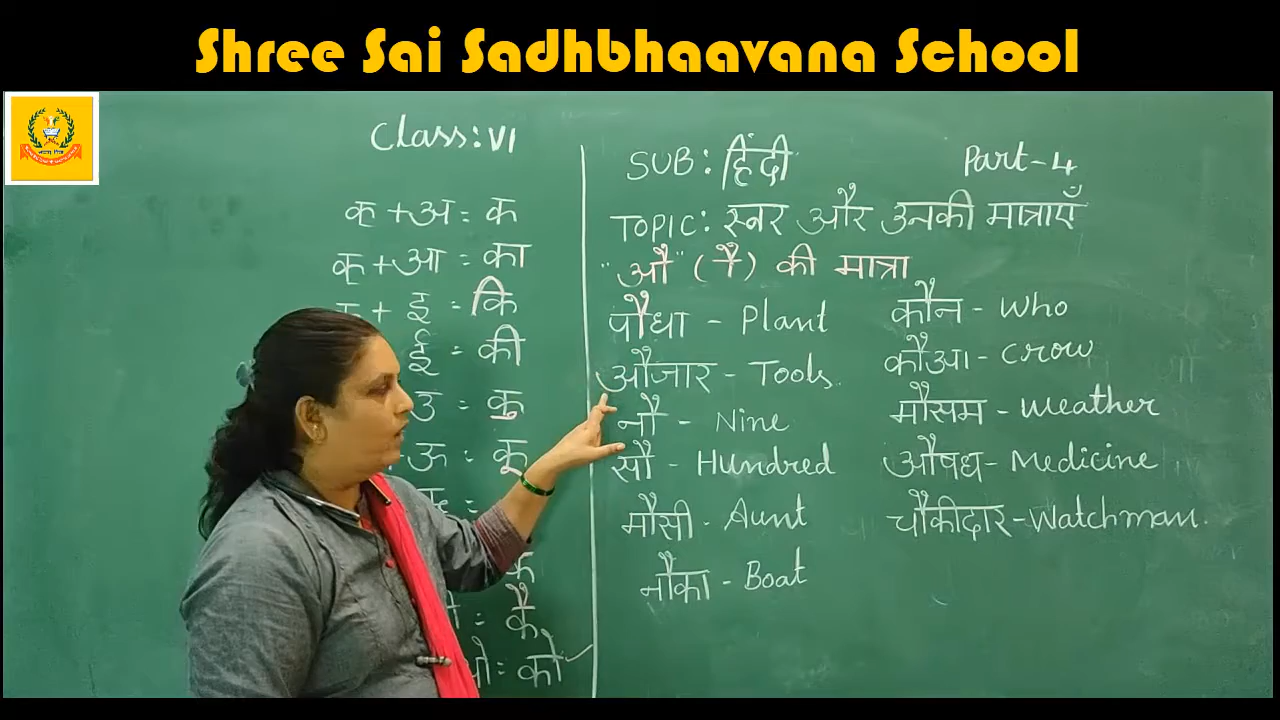 Shree Sai Sadhbhaavana School
Class: VI
क् + अ = क
क् + आ = का
+ इ = कि
ई = की
उ = कु
ऊ = कू
=
= कै
= को
SUB: हिंदी
Part-4
TOPIC: स्वर और उनकी मात्राएँ
"औ" ( ौ ) की मात्रा
पौधा - Plant
औजार - Tools
नौ - Nine
सौ - Hundred
मौसी - Aunt
नौका - Boat
कौन - Who
कौआ - Crow
मौसम - Weather
औषध - Medicine
चौकीदार - Watchman.